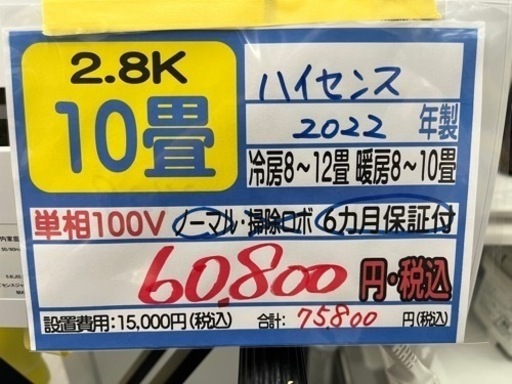 2.8K
10畳
ハイセンス
2022 年製
冷房8～12畳 暖房8～10畳
単相100V ノーマル・掃除ロボ 6カ月保証付
60,800 円・税込
設置費用:15,000円(税込) 合計: 75800 円(税込)